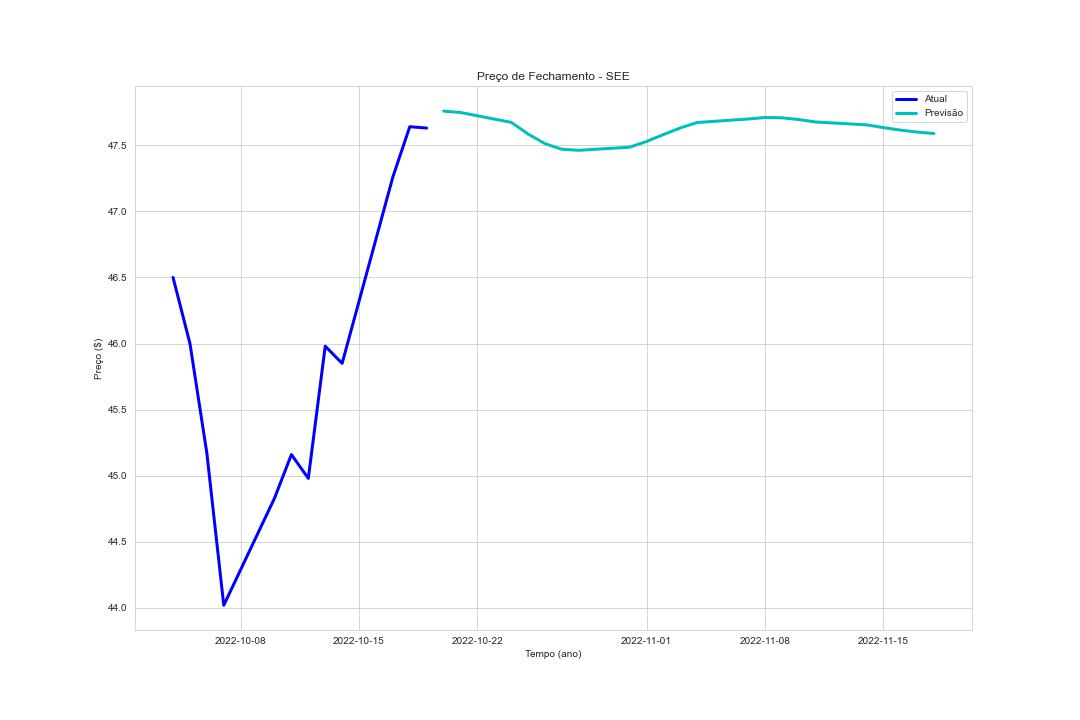 Preço de Fechamento - SEE
Atual
Previsão
47.5
47.0
46.5
46.0
45.5
45.0
44.5
44.0
Preço ($)
2022-10-08 2022-10-15 2022-10-22 2022-11-01 2022-11-08 2022-11-15
Tempo (ano)